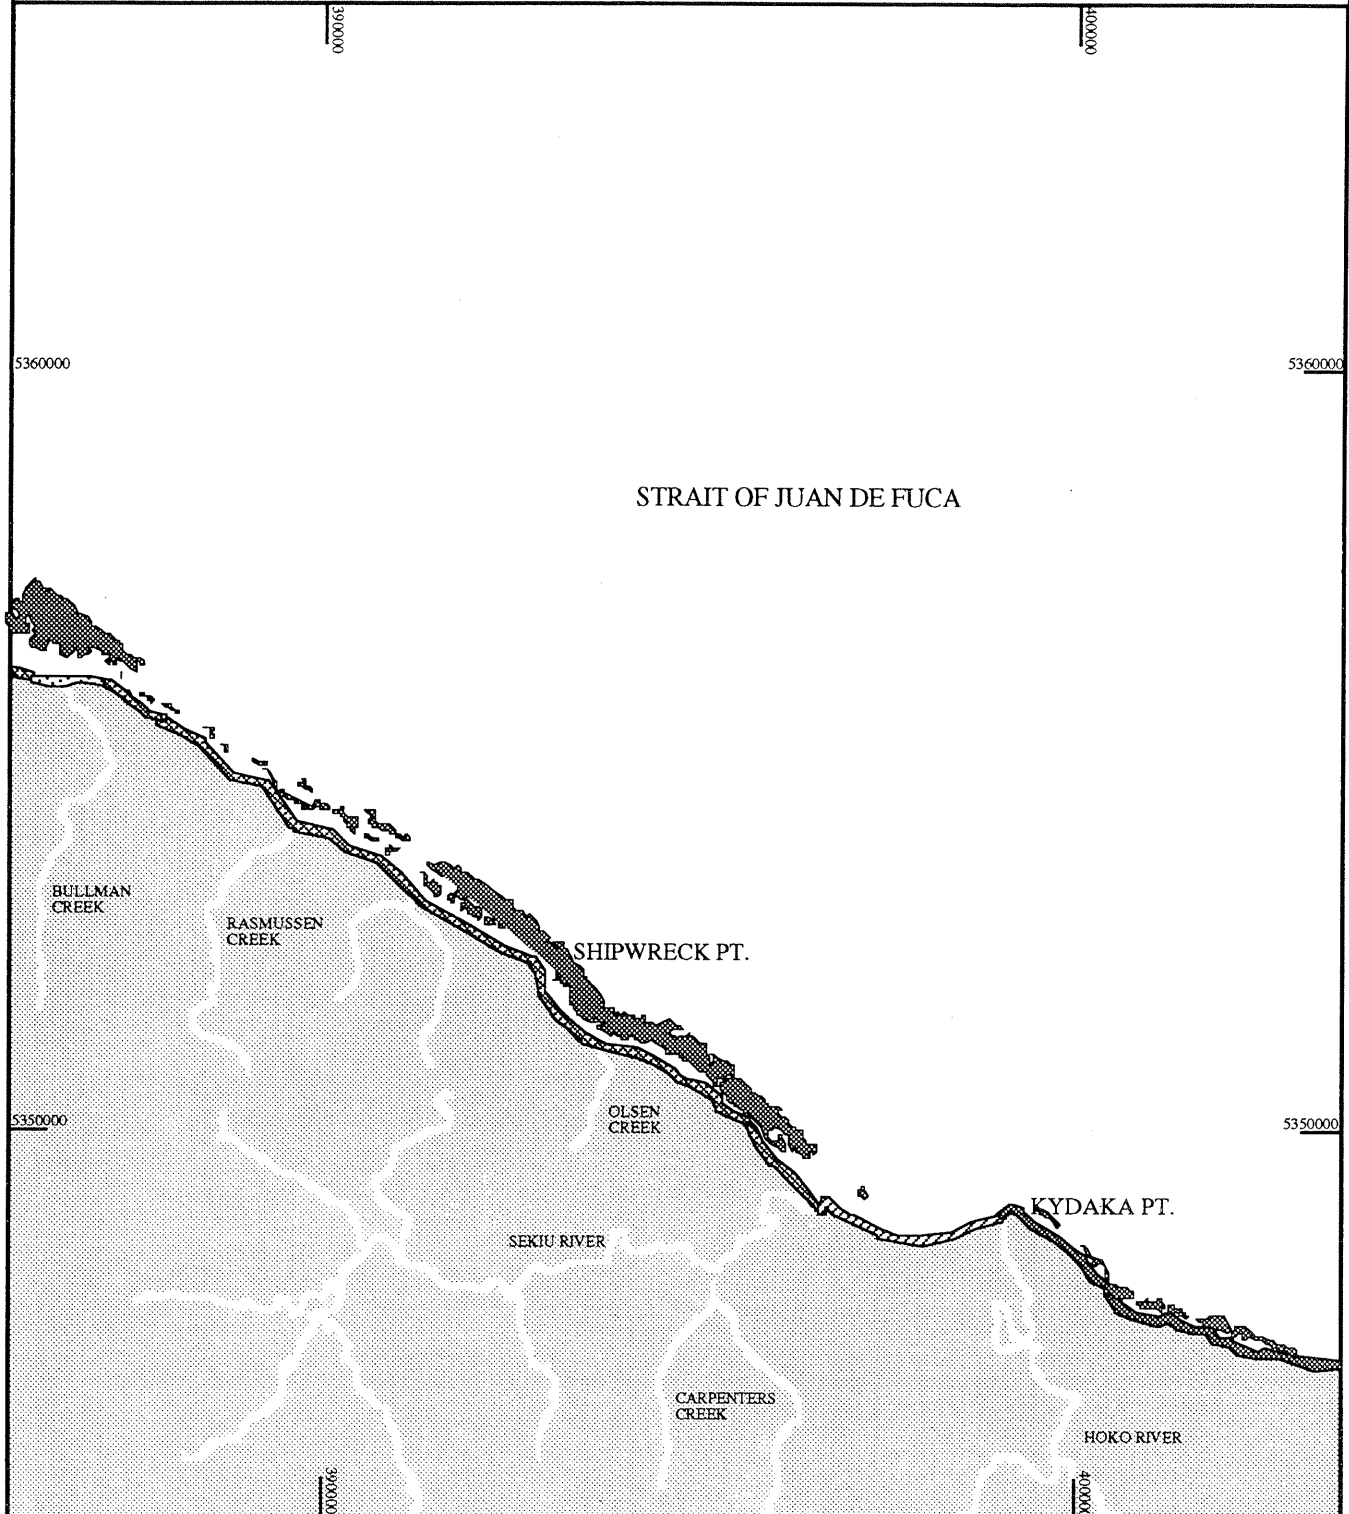 390000
400000
5360000
5360000
STRAIT OF JUAN DE FUCA
BULLMAN
CREEK
RASMUSSEN
CREEK
SHIPWRECK PT.
5350000
OLSEN
CREEK
5350000
KYDAKA PT.
SEKIU RIVER
CARPENTERS
CREEK
HOKO RIVER
390000
400000